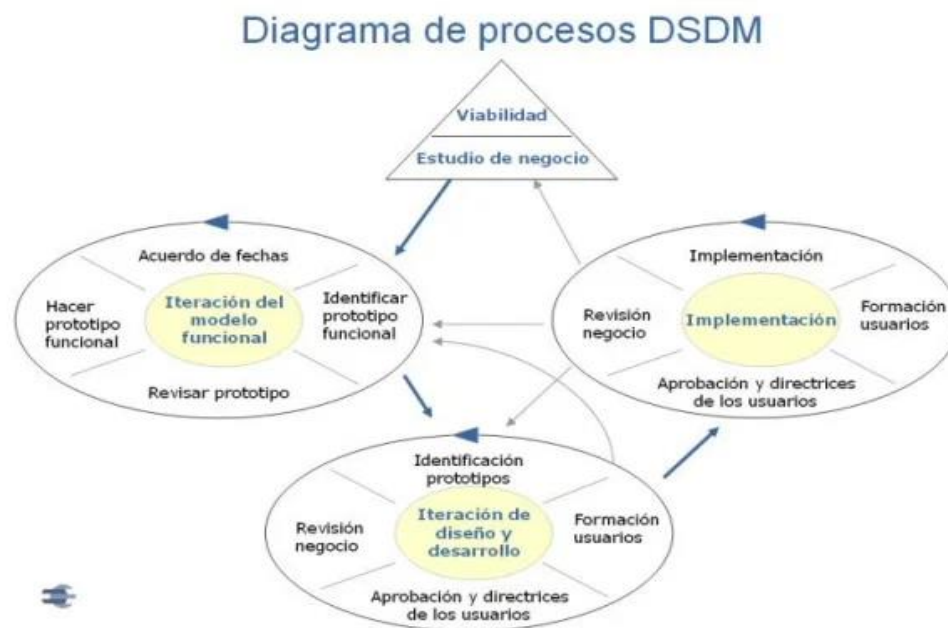 Diagrama de procesos DSDM
Viabilidad
Estudio de negocio
Acuerdo de fechas
Hacer
prototipo
funcional
Iteración del
modelo
funcional
Identificar
prototipo
funcional
Revisar prototipo
Implementación
Revisión
negocio
Implementación
Formación
usuarios
Aprobación y directrices
de los usuarios
Identificación
prototipos
Revisión
negocio
Iteración de
diseño y
desarrollo
Formación
usuarios
Aprobación y directrices
de los usuarios